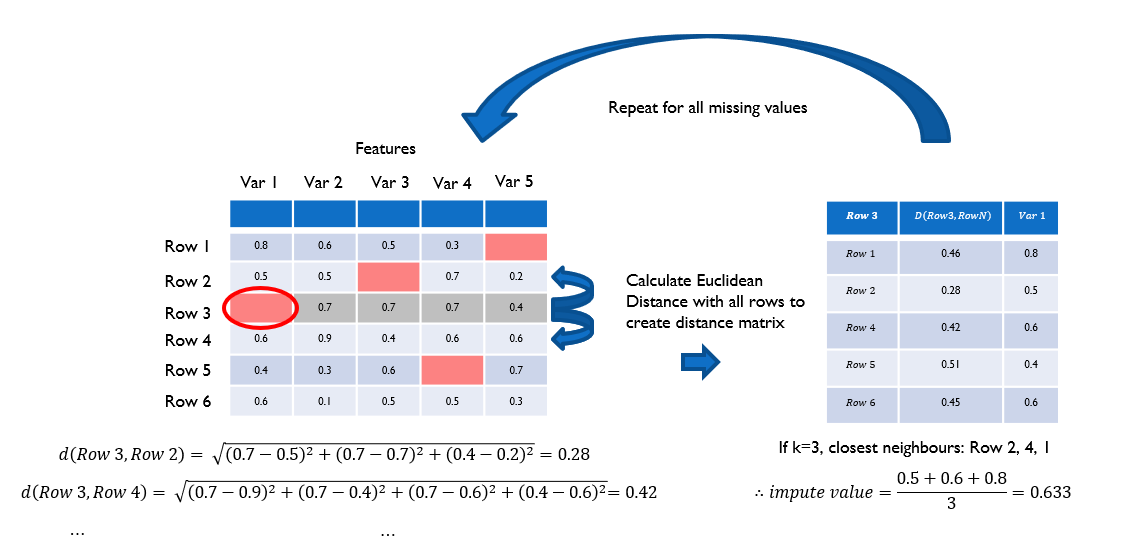 Repeat for all missing values
Features
Var 1 Var 2 Var 3 Var 4 Var 5
Row 1 0.8 0.6 0.5 0.3
Row 2 0.5 0.5 0.7 0.2
Row 3 0.7 0.7 0.7 0.4
Row 4 0.6 0.9 0.4 0.6 0.6
Row 5 0.4 0.3 0.6 0.7
Row 6 0.6 0.1 0.5 0.5 0.3
Calculate Euclidean
Distance with all rows to
create distance matrix
Row 3 D(Row3,RowN) Var 1
Row 1 0.46 0.8
Row 2 0.28 0.5
Row 4 0.42 0.6
Row 5 0.51 0.4
Row 6 0.45 0.6
d(Row 3, Row 2) = √(0.7 − 0.5)² + (0.7 − 0.7)² + (0.4 − 0.2)² = 0.28
d(Row 3, Row 4) = √(0.7 − 0.9)² + (0.7 − 0.4)² + (0.7 − 0.6)² + (0.4 − 0.6)² = 0.42
... ...
If k=3, closest neighbours: Row 2, 4, 1
∴ impute value = (0.5 + 0.6 + 0.8)/3 = 0.633